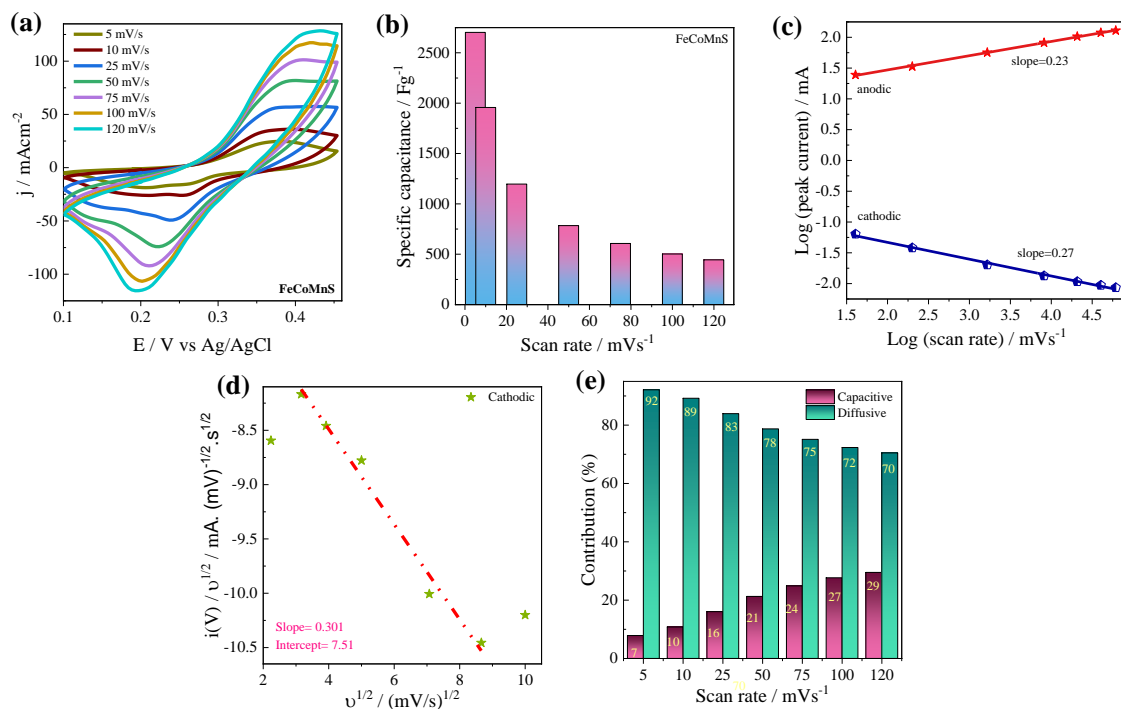 (a)
5 mV/s
10 mV/s
25 mV/s
50 mV/s
75 mV/s
100 mV/s
120 mV/s
100
50
0
-50
-100
j / mAcm⁻²
0.1
0.2
0.3
0.4
E / V vs Ag/AgCl
FeCoMnS
(b)
FeCoMnS
2500
2000
1500
1000
500
0
Specific capacitance / Fg⁻¹
0
20
40
60
80
100
120
Scan rate / mVs⁻¹
(c)
2.0
1.5
1.0
0.5
0.0
-0.5
-1.0
-1.5
-2.0
Log (peak current) / mA
slope=0.23
anodic
cathodic
slope=0.27
1.5
2.0
2.5
3.0
3.5
4.0
4.5
Log (scan rate) / mVs⁻¹
(d)
Cathodic
-8.5
-9.0
-9.5
-10.0
-10.5
i(V) / υ^1/2 / mA. (mV)^-1/2.s^1/2
Slope= 0.301
Intercept= 7.51
2
4
6
8
10
υ^1/2 / (mV/s)^1/2
(e)
Capacitive
Diffusive
80
60
40
20
0
Contribution (%)
92
89
83
78
75
72
70
7
10
16
21
24
27
29
5
10
25
50
75
100
120
Scan rate / mVs⁻¹